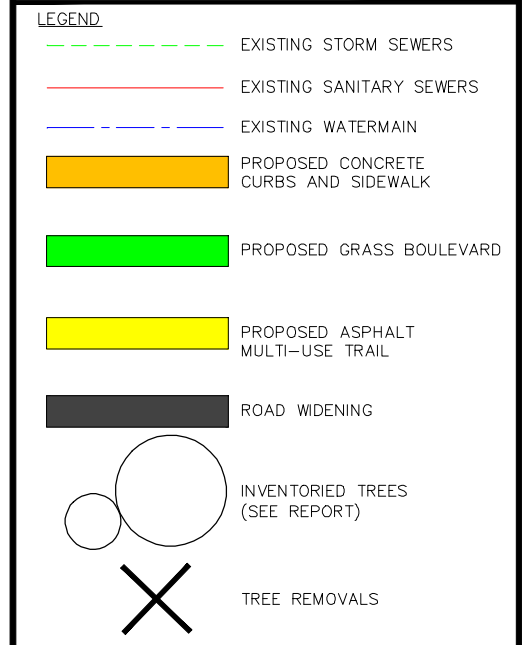 LEGEND
EXISTING STORM SEWERS
EXISTING SANITARY SEWERS
EXISTING WATERMAIN
PROPOSED CONCRETE
CURBS AND SIDEWALK
PROPOSED GRASS BOULEVARD
PROPOSED ASPHALT
MULTI-USE TRAIL
ROAD WIDENING
INVENTORIED TREES
(SEE REPORT)
TREE REMOVALS